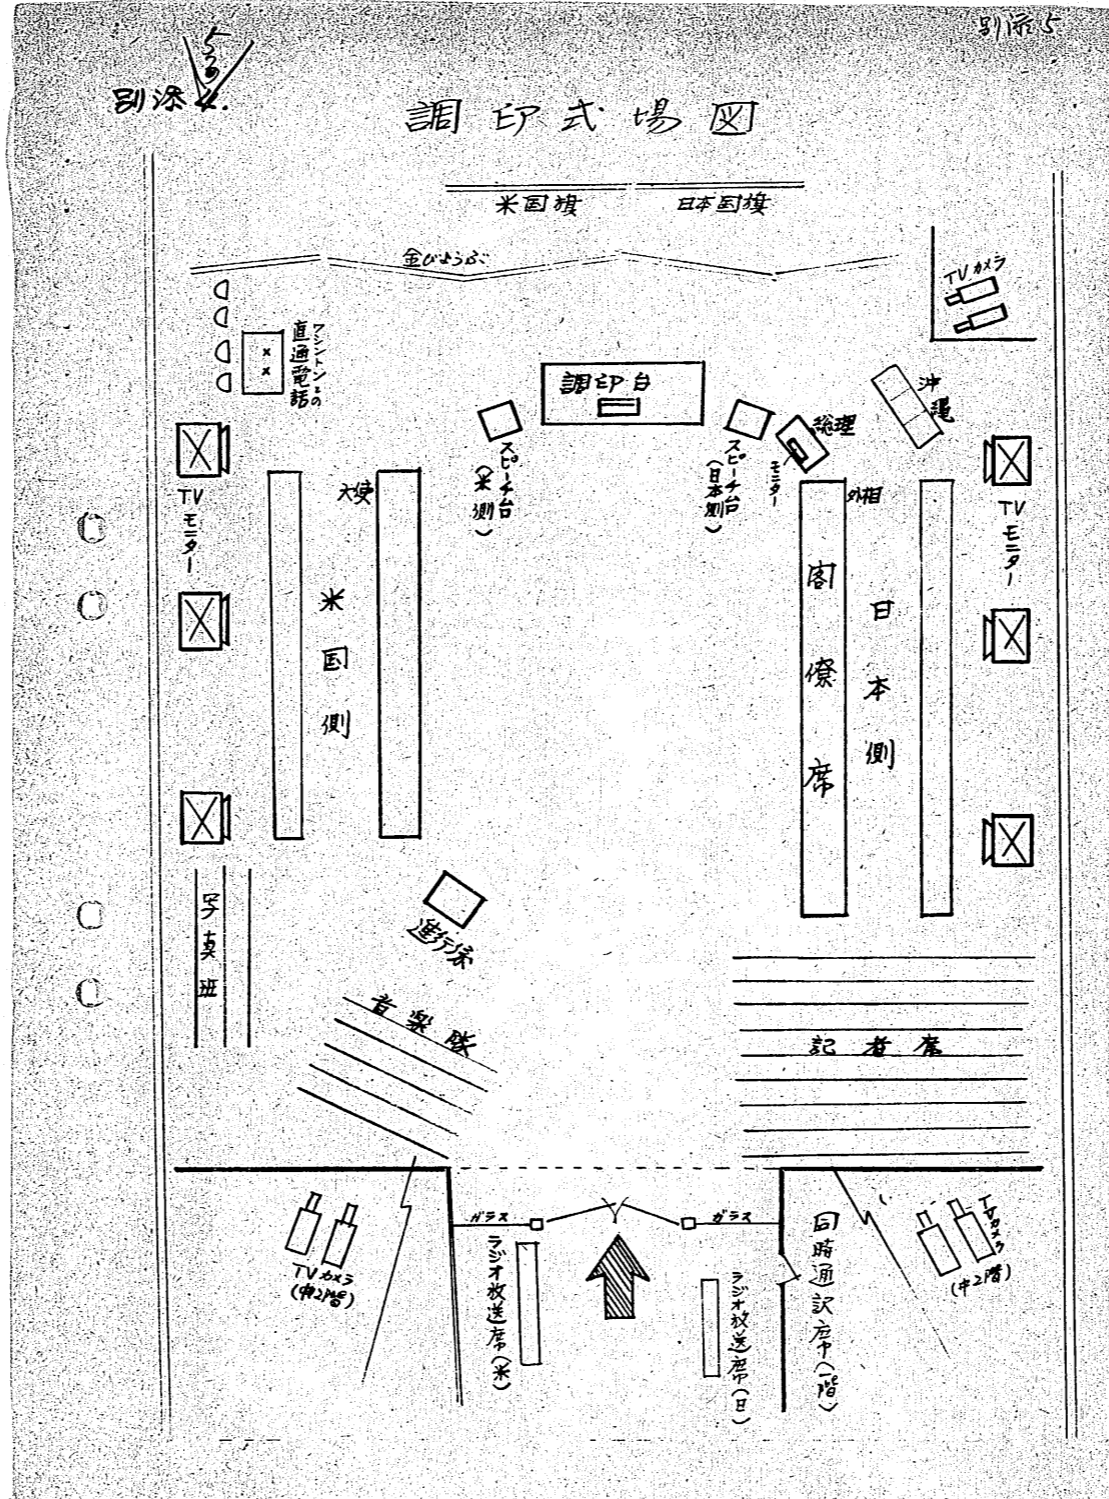 別添5
別添4.
5の
調印式場図
米国旗
日本国旗
金びょうぶ
TVカメラ
ワシントンとの
直通電話
調印台
スピーチ台
(米側)
スピーチ台
(日本側)
総理
モニター
沖縄
大使
外相
TVモニター
TVモニター
米国側
閣僚席
日本側
進行係
写真班
音楽隊
記者席
ガラス
ガラス
TVカメラ
(中2階)
ラジオ放送席(米)
ラジオ放送席(日)
同時通訳席(一階)
TVカメラ
(中2階)